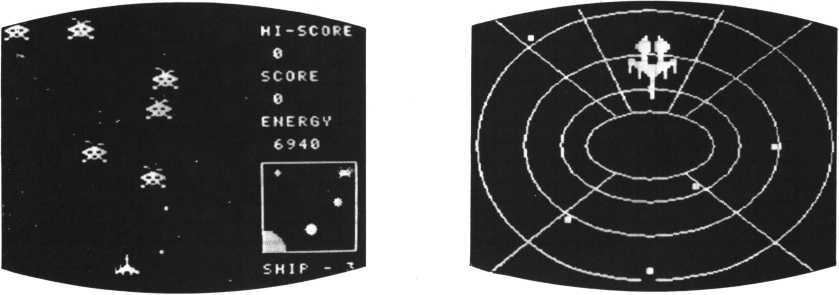 HI-SCORE
0
SCORE
0
ENERGY
6940
SHIP - 3